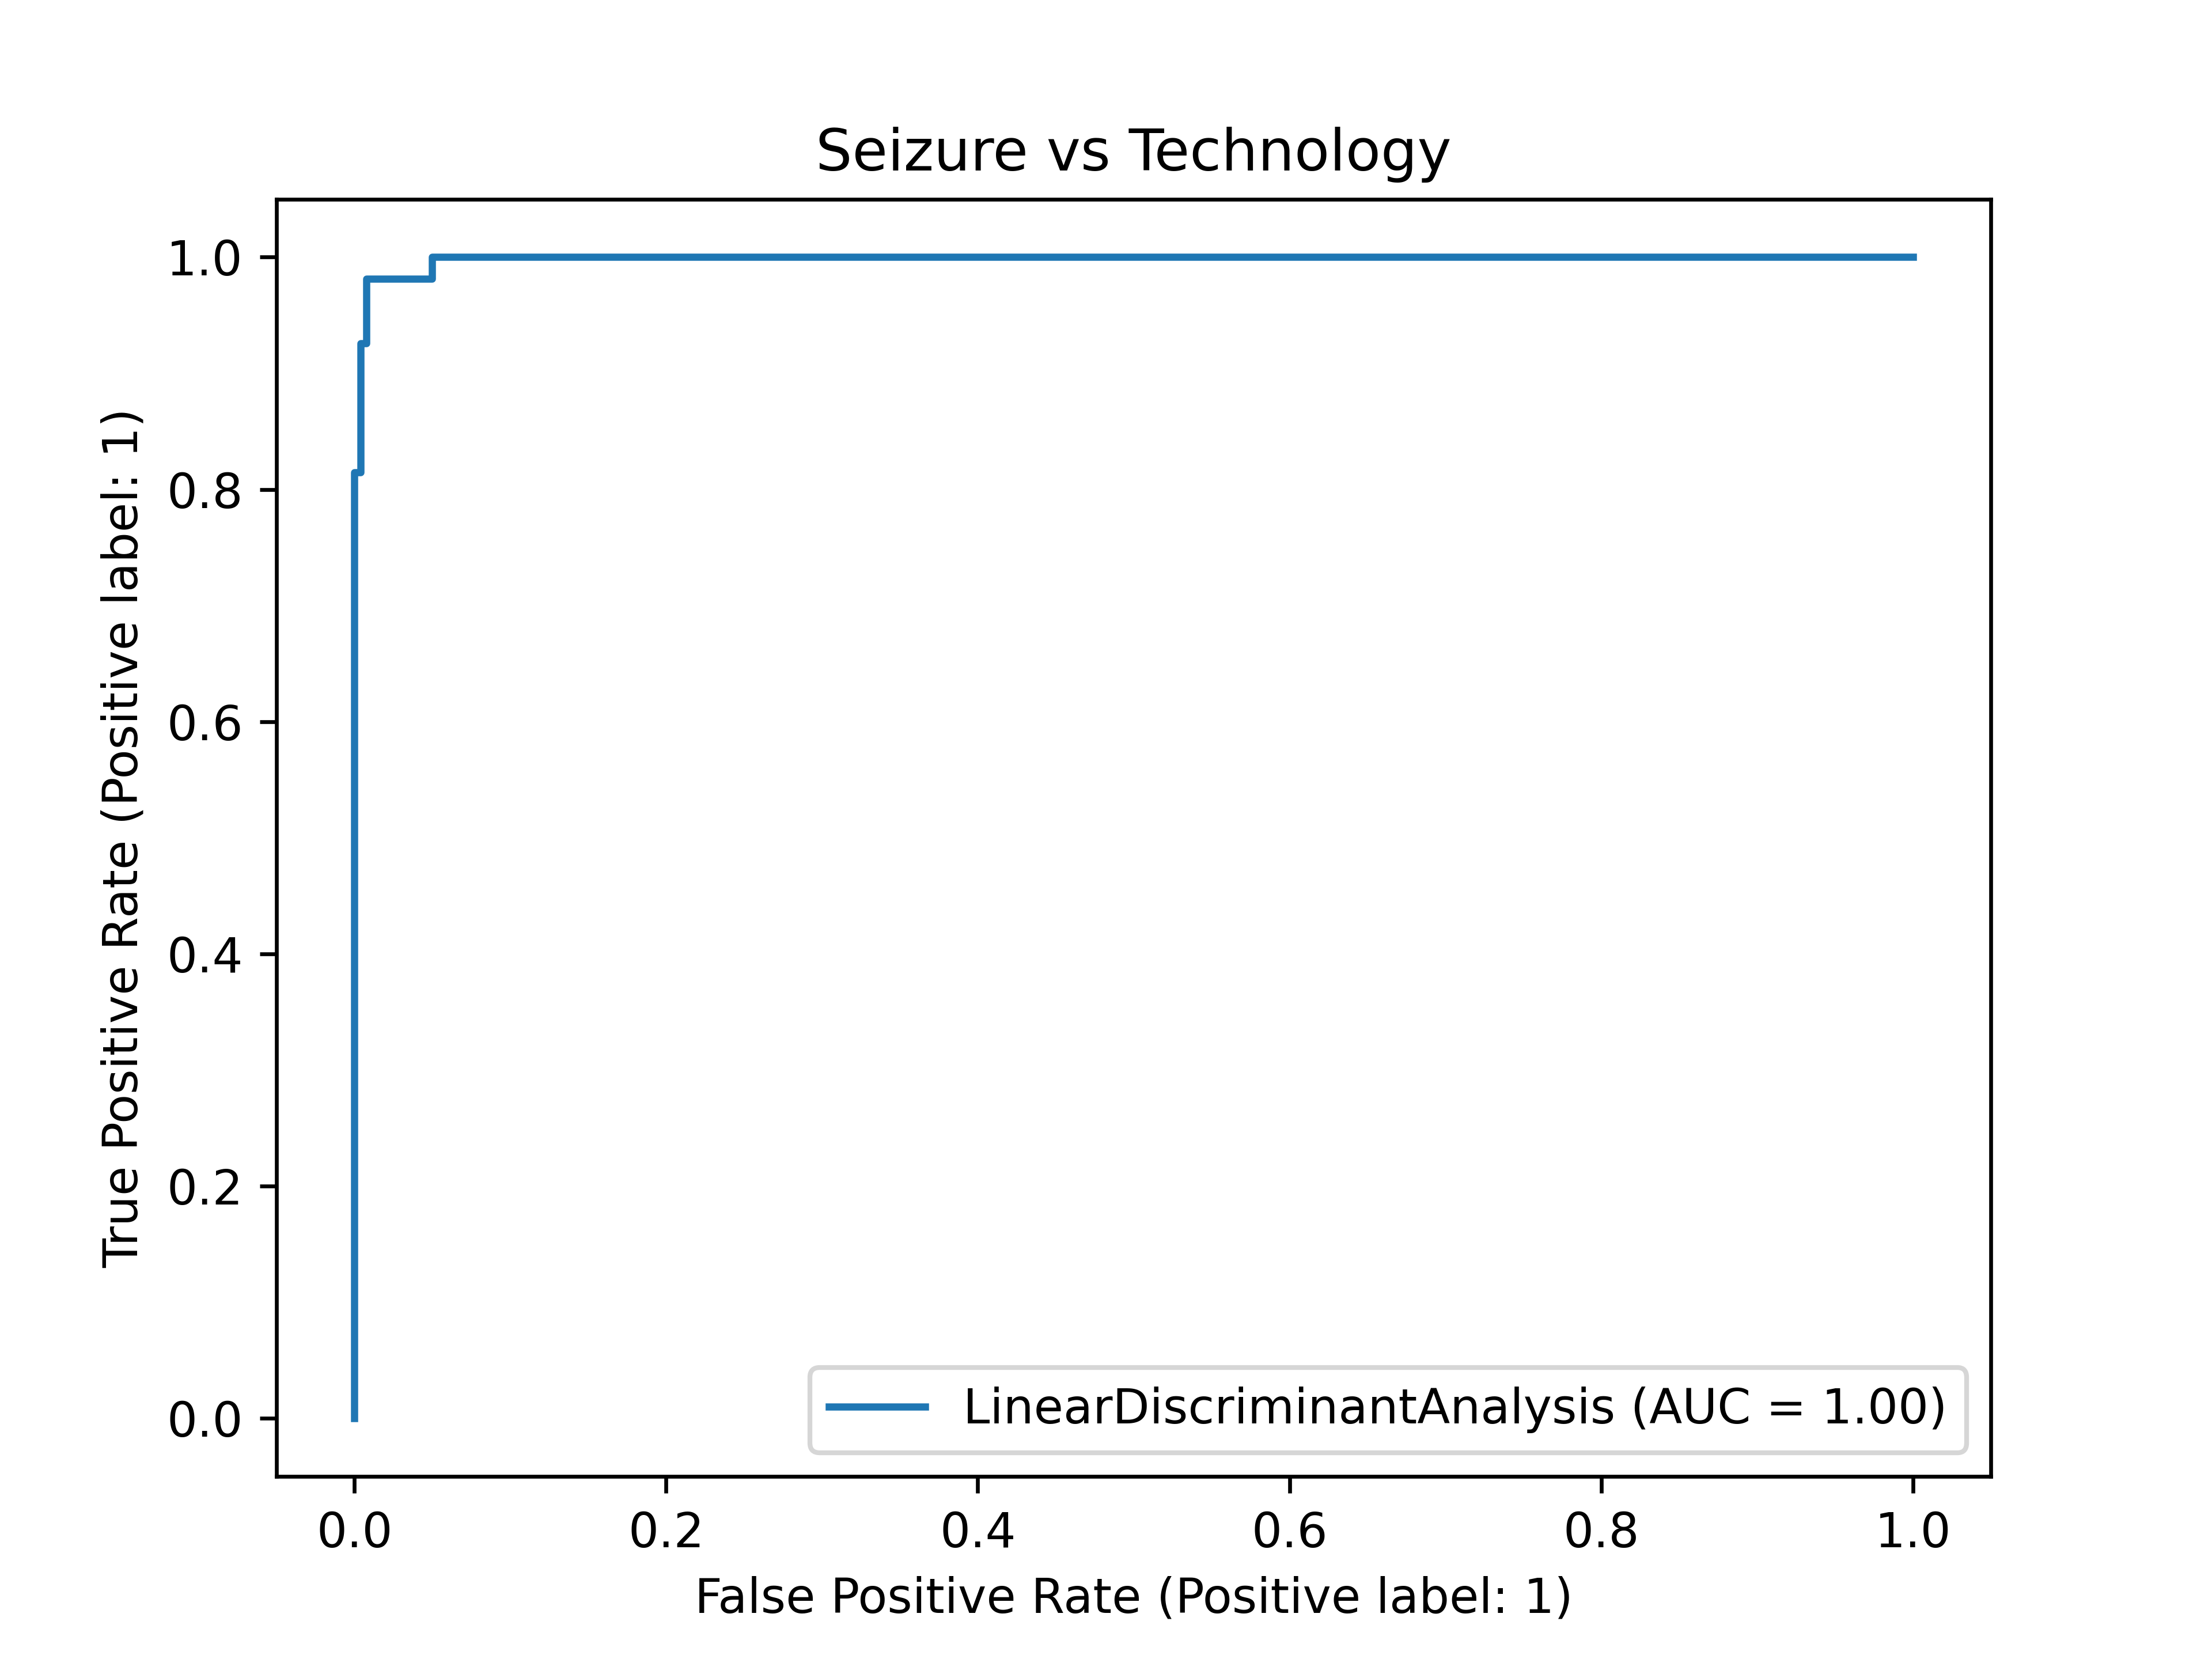 Seizure vs Technology
True Positive Rate (Positive label: 1)
1.0
0.8
0.6
0.4
0.2
0.0
LinearDiscriminantAnalysis (AUC = 1.00)
0.0 0.2 0.4 0.6 0.8 1.0
False Positive Rate (Positive label: 1)